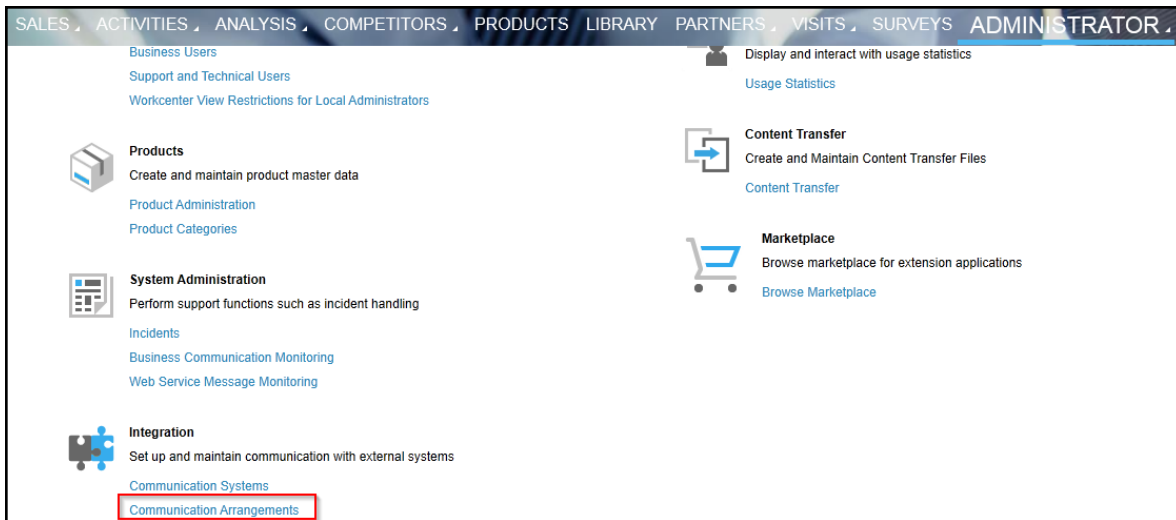 SALES ACTIVITIES ANALYSIS COMPETITORS PRODUCTS LIBRARY PARTNERS VISITS SURVEYS ADMINISTRATOR
Business Users
Support and Technical Users
Workcenter View Restrictions for Local Administrators
Products
Create and maintain product master data
Product Administration
Product Categories
System Administration
Perform support functions such as incident handling
Incidents
Business Communication Monitoring
Web Service Message Monitoring
Integration
Set up and maintain communication with external systems
Communication Systems
Communication Arrangements
Display and interact with usage statistics
Usage Statistics
Content Transfer
Create and Maintain Content Transfer Files
Content Transfer
Marketplace
Browse marketplace for extension applications
Browse Marketplace